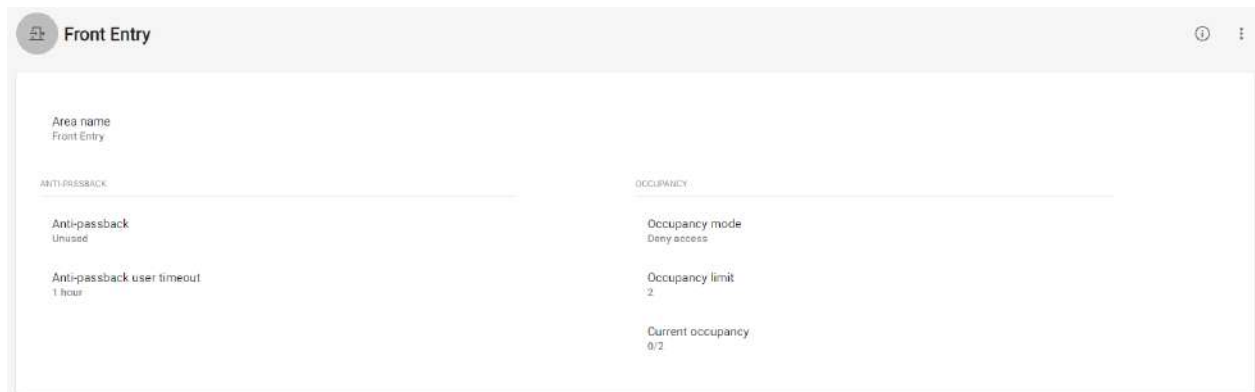 Front Entry
Area name
Front Entry
ANTI-PASSBACK
Anti-passback
Unused
Anti-passback user timeout
1 hour
OCCUPANCY
Occupancy mode
Deny access
Occupancy limit
2
Current occupancy
0/2